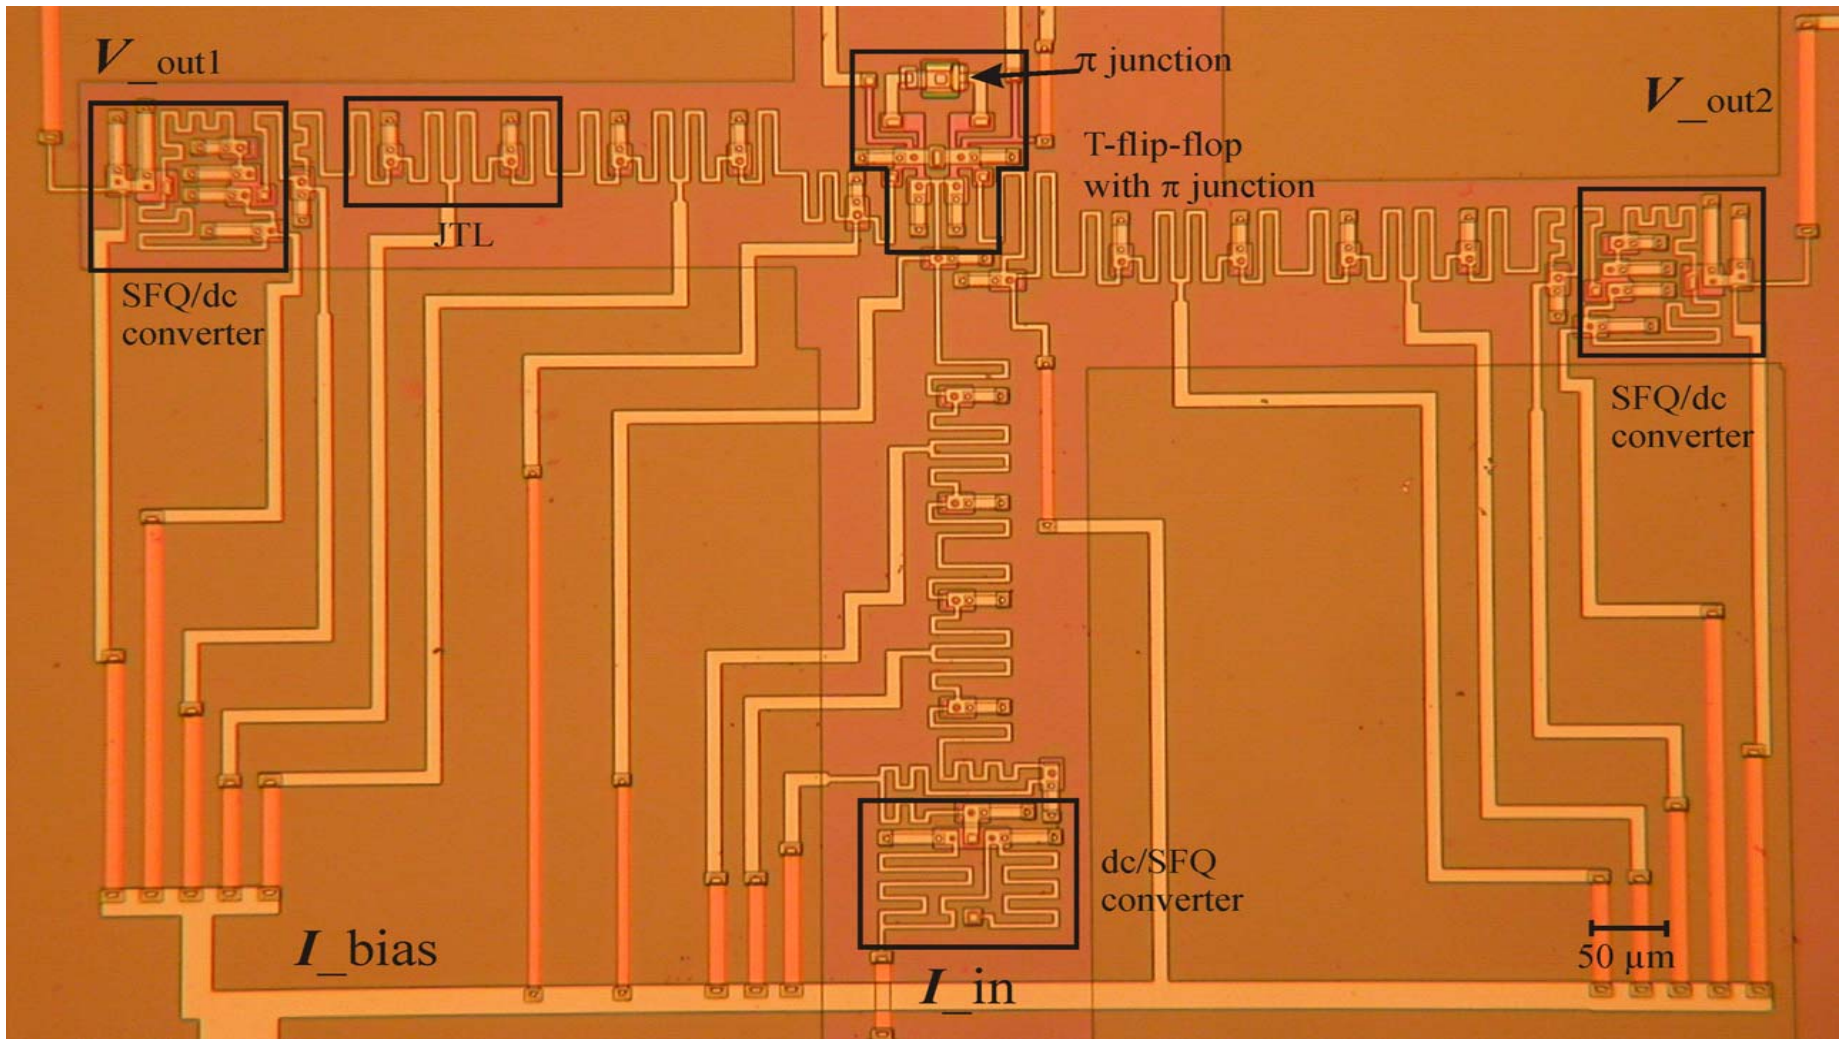 V_out1
π junction
V_out2
T-flip-flop
with π junction
JTL
SFQ/dc
converter
SFQ/dc
converter
dc/SFQ
converter
I_bias
I_in
50 µm